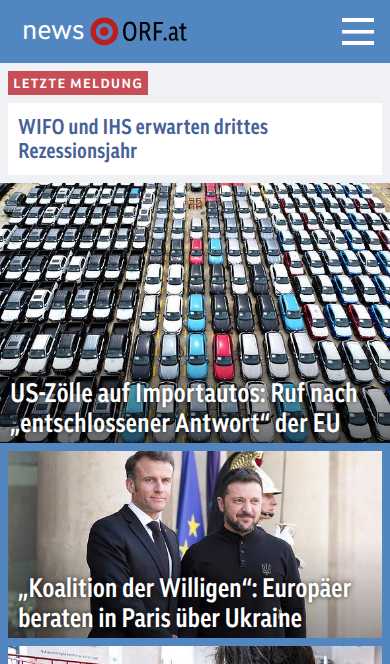 news ORF.at
LETZTE MELDUNG
WIFO und IHS erwarten drittes
Rezessionsjahr
US-Zölle auf Importautos: Ruf nach
„entschlossener Antwort“ der EU
„Koalition der Willigen“: Europäer
beraten in Paris über Ukraine